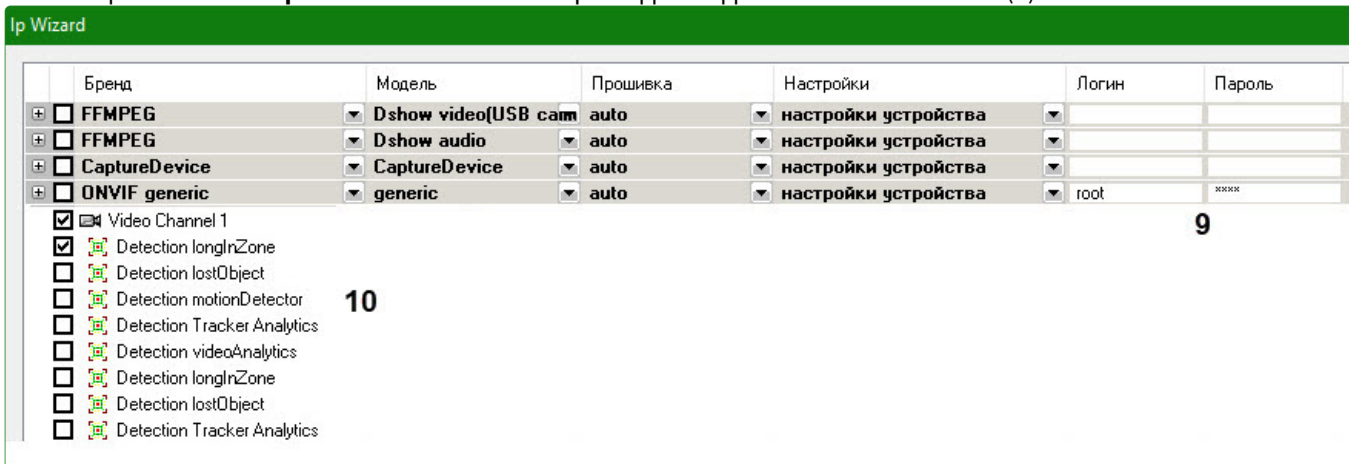 Ip Wizard
Бренд Модель Прошивка Настройки Логин Пароль
FFMPEG Dshow video(USB cam auto настройки устройства
FFMPEG Dshow audio auto настройки устройства
CaptureDevice CaptureDevice auto настройки устройства
ONVIF generic generic auto настройки устройства root ****
Video Channel 1
9
Detection longInZone
Detection lostObject
Detection motionDetector
10
Detection Tracker Analytics
Detection videoAnalytics
Detection longInZone
Detection lostObject
Detection Tracker Analytics